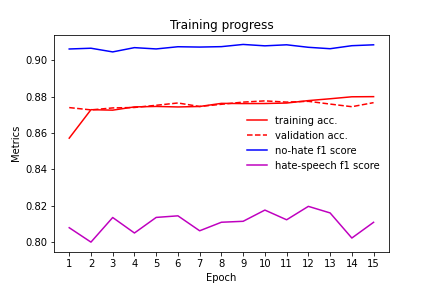 Training progress
Metrics
0.90
0.88
0.86
0.84
0.82
0.80
training acc.
validation acc.
no-hate f1 score
hate-speech f1 score
1 2 3 4 5 6 7 8 9 10 11 12 13 14 15
Epoch